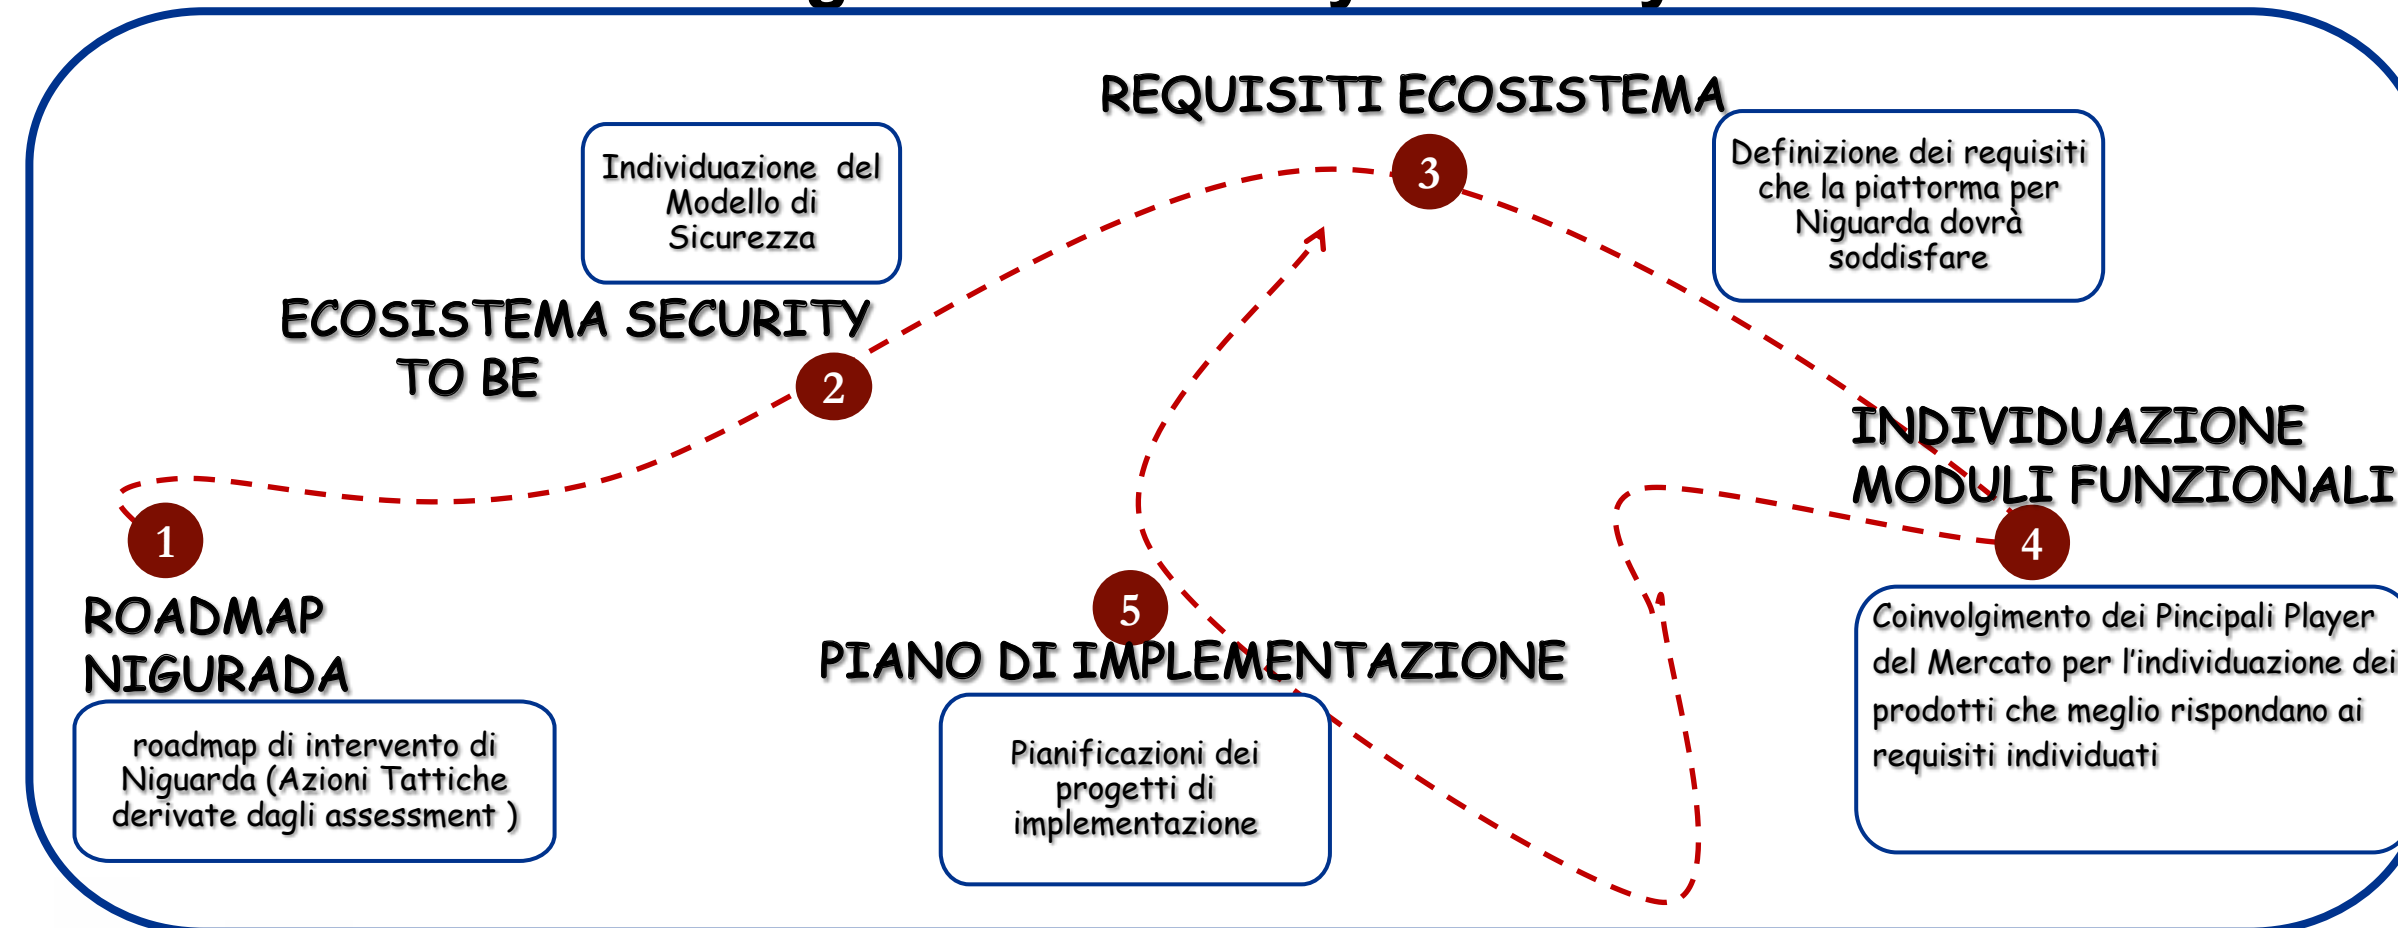 REQUISITI ECOSISTEMA
3
Definizione dei requisiti
che la piattorma per
Niguarda dovrà
soddisfare
Individuazione del
Modello di
Sicurezza
ECOSISTEMA SECURITY
TO BE
2
INDIVIDUAZIONE
MODULI FUNZIONALI
4
Coinvolgimento dei Pincipali Player
del Mercato per l'individuazione dei
prodotti che meglio rispondano ai
requisiti individuati
1
ROADMAP
NIGURADA
roadmap di intervento di
Niguarda (Azioni Tattiche
derivate dagli assessment )
5
PIANO DI IMPLEMENTAZIONE
Pianificazioni dei
progetti di
implementazione